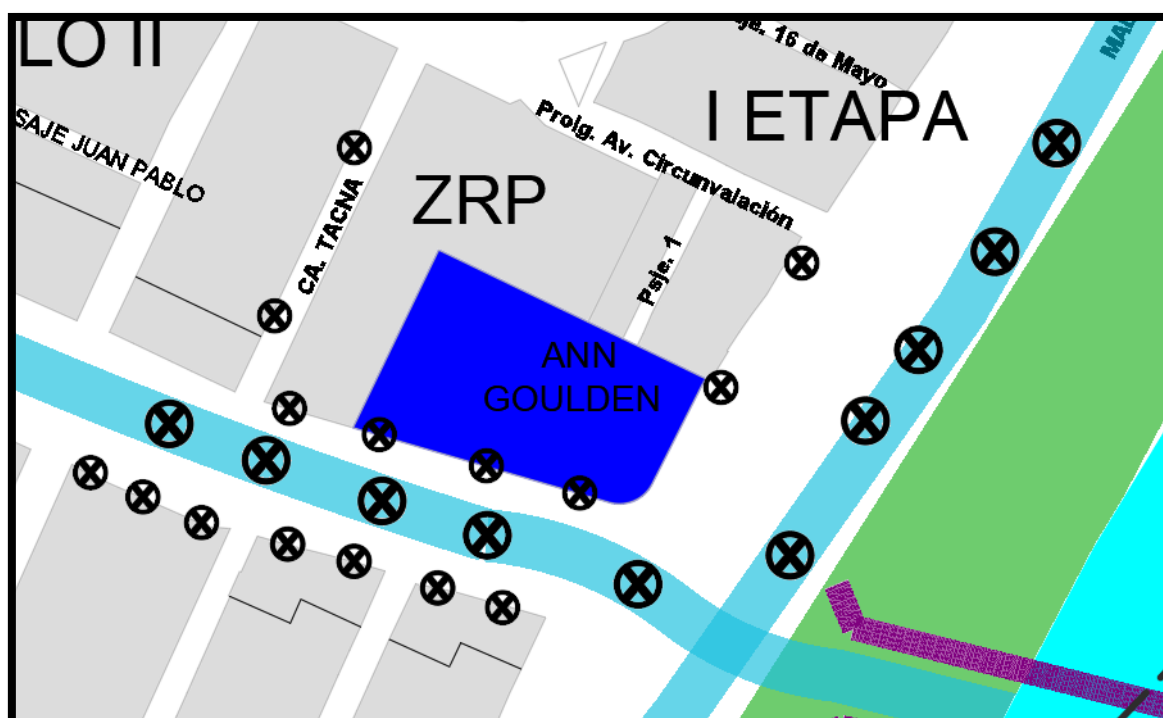 LO II
je. 16 de Mayo
I ETAPA
Prolg. Av. Circunvalación
SAJE JUAN PABLO
CA. TACNA
ZRP
Psje. 1
ANN
GOULDEN